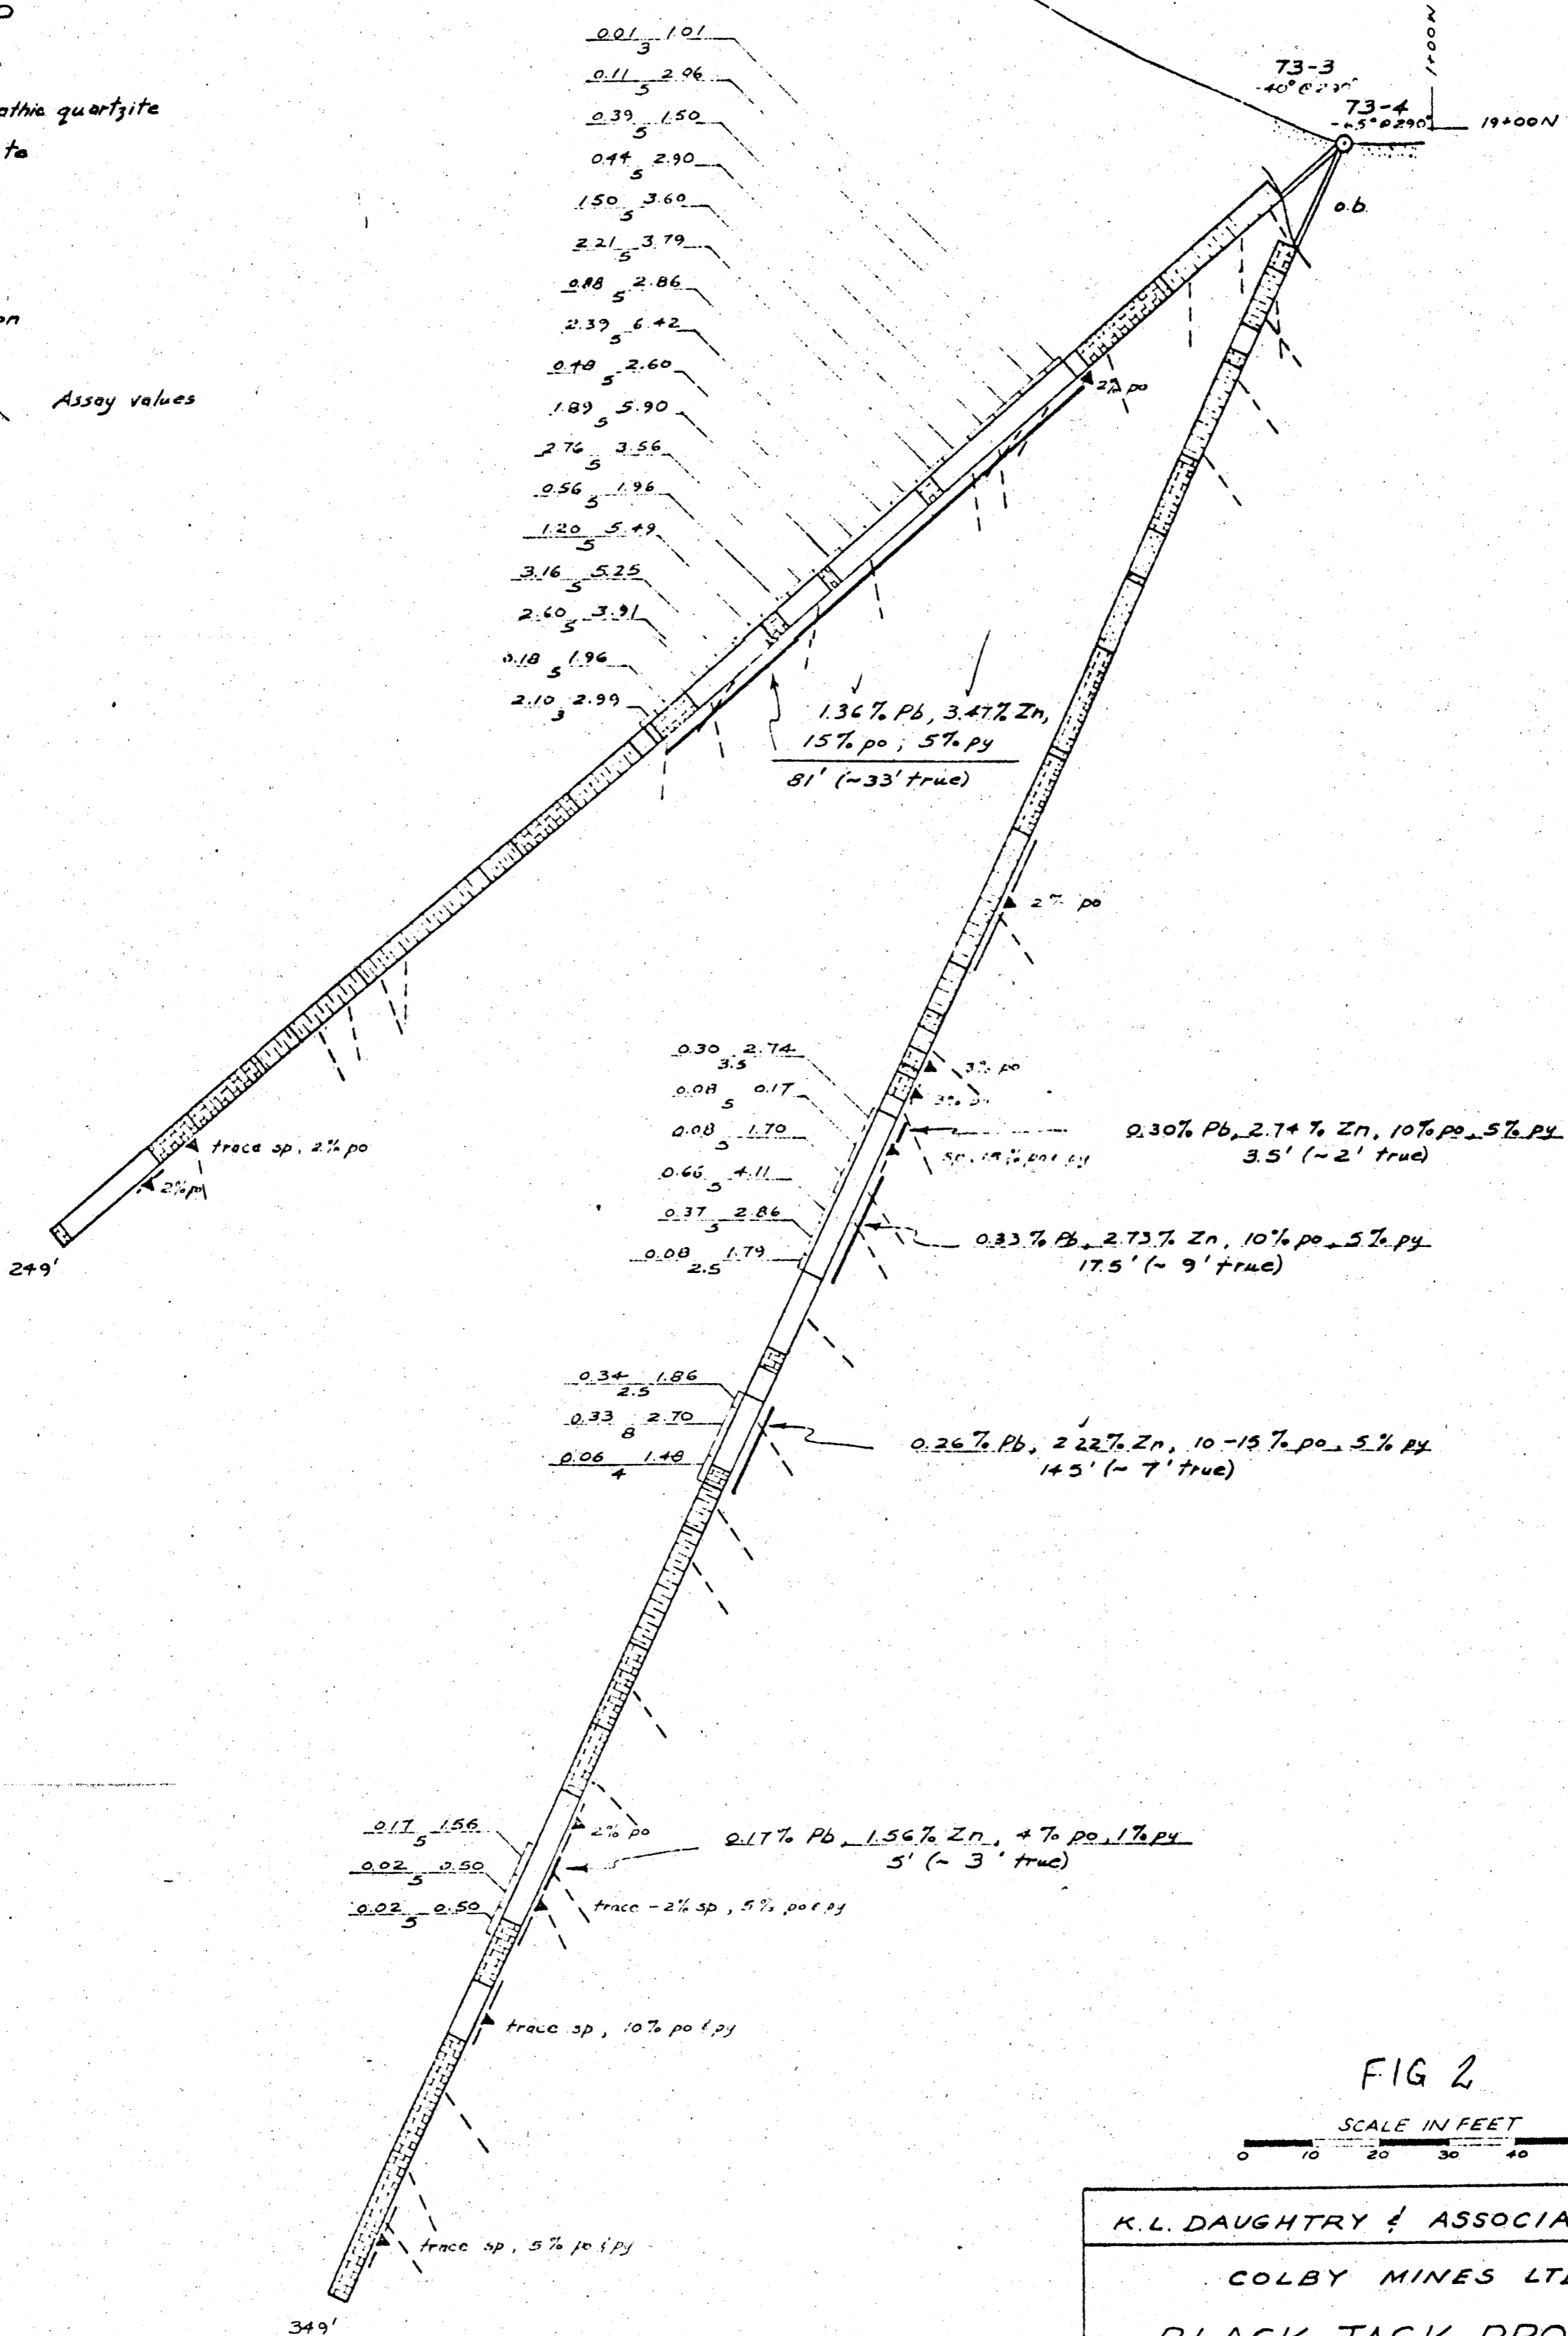 athic quartzite
Assay values
0.01 1.01
3
0.11 2.06
5
0.39 1.50
5
0.44 2.90
5
1.50 3.60
5
2.21 3.79
5
0.88 2.86
5
2.39 6.42
5
0.48 2.60
5
1.89 5.90
5
2.76 3.56
5
0.56 1.96
5
1.20 5.49
5
3.16 5.25
5
2.60 3.91
5
0.18 1.96
5
2.10 2.99
3
1+00N
73-3
73-4
19+00N
o.b.
2% po
1.36% Pb, 3.47% Zn,
15% po ; 5% py
81' (~33' true)
2% po
trace sp, 2% po
2% po
249'
0.30 2.74
3.5
0.08 0.17
5
0.08 1.70
5
0.66 4.11
5
0.37 2.86
5
0.08 1.79
2.5
3% po
0.30% Pb, 2.74% Zn, 10% po, 5% py
3.5' (~2' true)
0.33% Pb, 2.73% Zn, 10% po, 5% py
17.5' (~9' true)
0.34 1.86
2.5
0.33 2.70
8
0.06 1.48
4
0.26% Pb, 2.22% Zn, 10-15% po, 5% py
14.5' (~7' true)
0.17 1.56
5
0.02 0.50
5
0.02 0.50
5
2% po
0.17% Pb, 1.56% Zn, 4% po, 1% py
5' (~3' true)
trace - 2% sp, 5% po & py
trace sp, 10% po & py
trace sp, 5% po & py
349'
FIG 2
SCALE IN FEET
0 10 20 30 40
K.L. DAUGHTRY & ASSOCIA
COLBY MINES LT